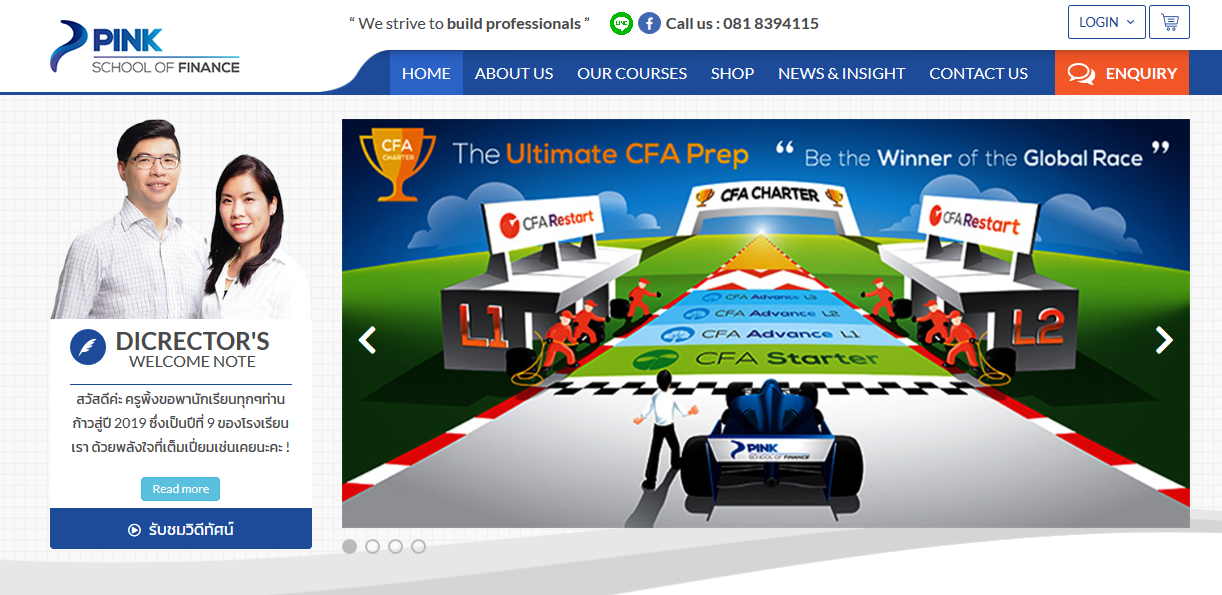 “ We strive to build professionals ”
Call us : 081 8394115
LOGIN
PINK
SCHOOL OF FINANCE
HOME
ABOUT US
OUR COURSES
SHOP
NEWS & INSIGHT
CONTACT US
ENQUIRY
CFA
CHARTER
The Ultimate CFA Prep
“ Be the Winner of the Global Race ”
CFA CHARTER
CFA Restart
CFA Restart
CFA Advance L3
CFA Advance L2
CFA Advance L1
CFA Starter
L1
L2
PINK
SCHOOL OF FINANCE
DICRECTOR'S
WELCOME NOTE
สวัสดีค่ะ ครูพิ้งขอพานักเรียนทุกๆท่าน
ก้าวสู่ปี 2019 ซึ่งเป็นปีที่ 9 ของโรงเรียน
เรา ด้วยพลังใจที่เต็มเปี่ยมเช่นเคยนะคะ !
Read more
รับชมวิดีทัศน์